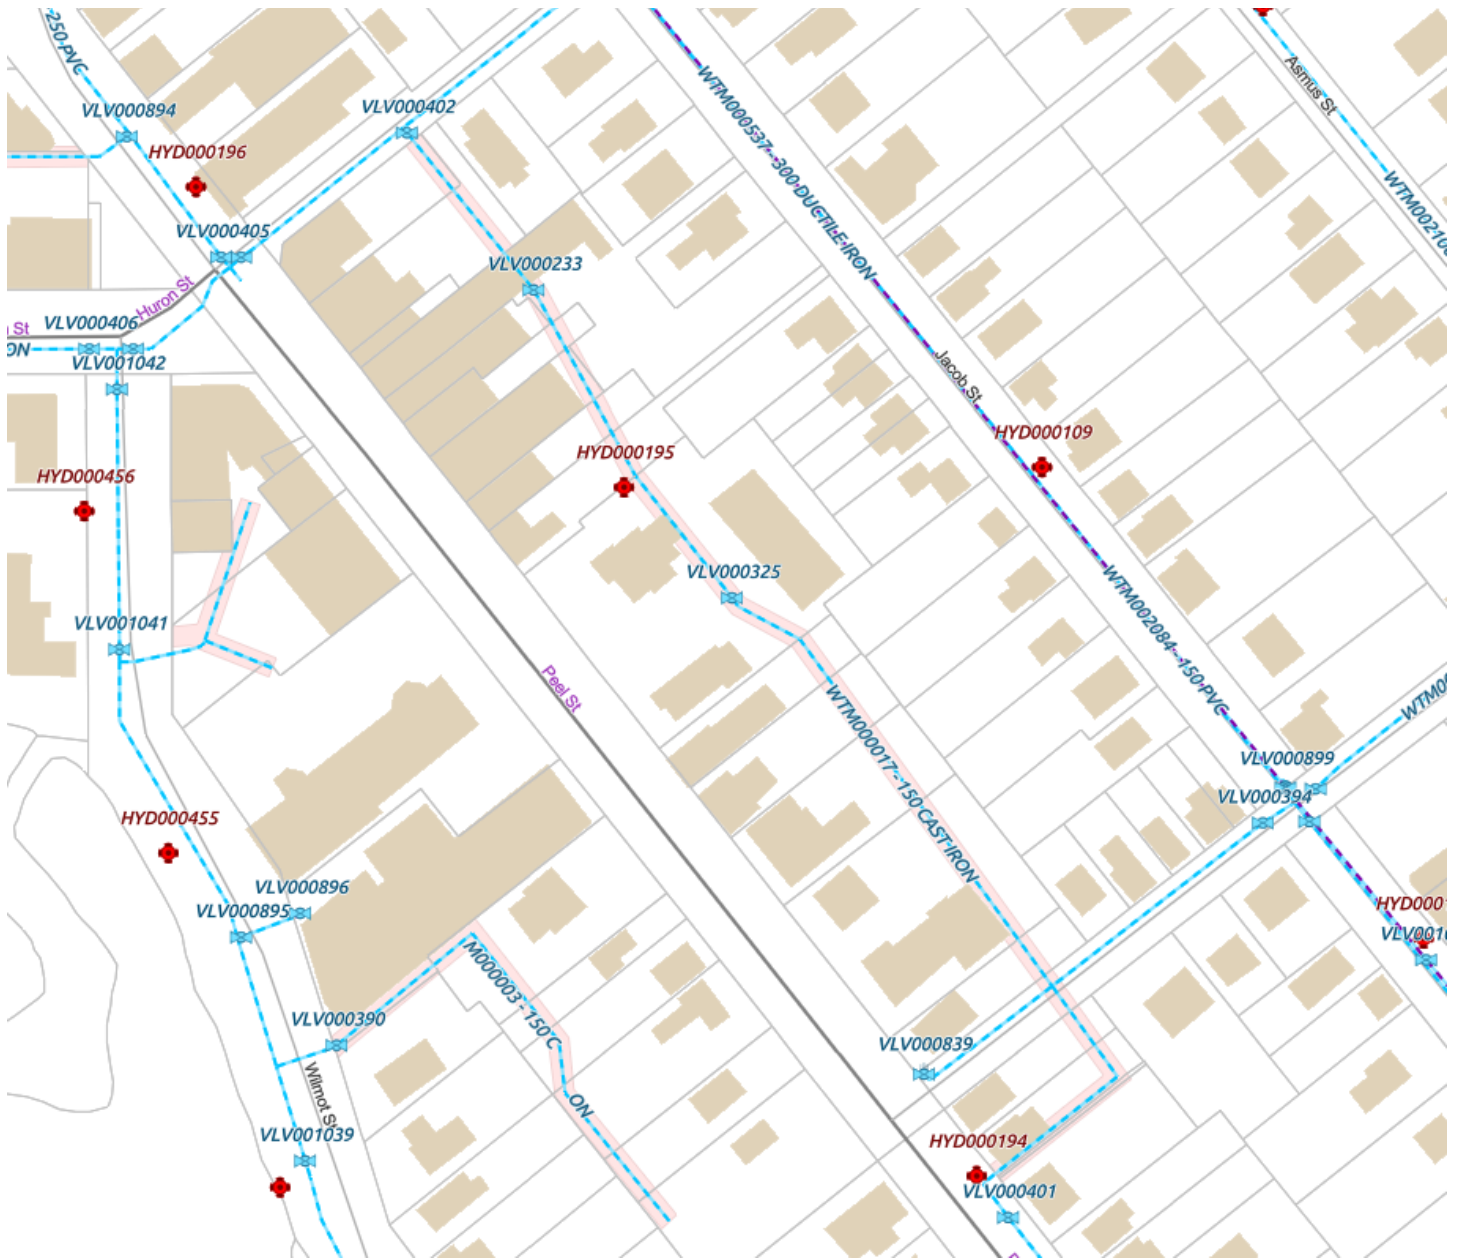 250 PVC
VLV000894
VLV000402
HYD000196
WTM000537 - 300 DUCTILE IRON
Asmus St
VLV000405
VLV000233
Huron St
St
VLV000406
ON
VLV001042
Jacob St
HYD000109
HYD000195
HYD000456
VLV000325
WTM002084 - 150 PVC
VLV001041
Peel St
WTM000017 - 150 CAST IRON
VLV000899
VLV000394
HYD000455
VLV000896
VLV000895
M000003 - 150 C
ON
VLV000390
VLV000839
Wilmot St
VLV001039
HYD000194
VLV000401